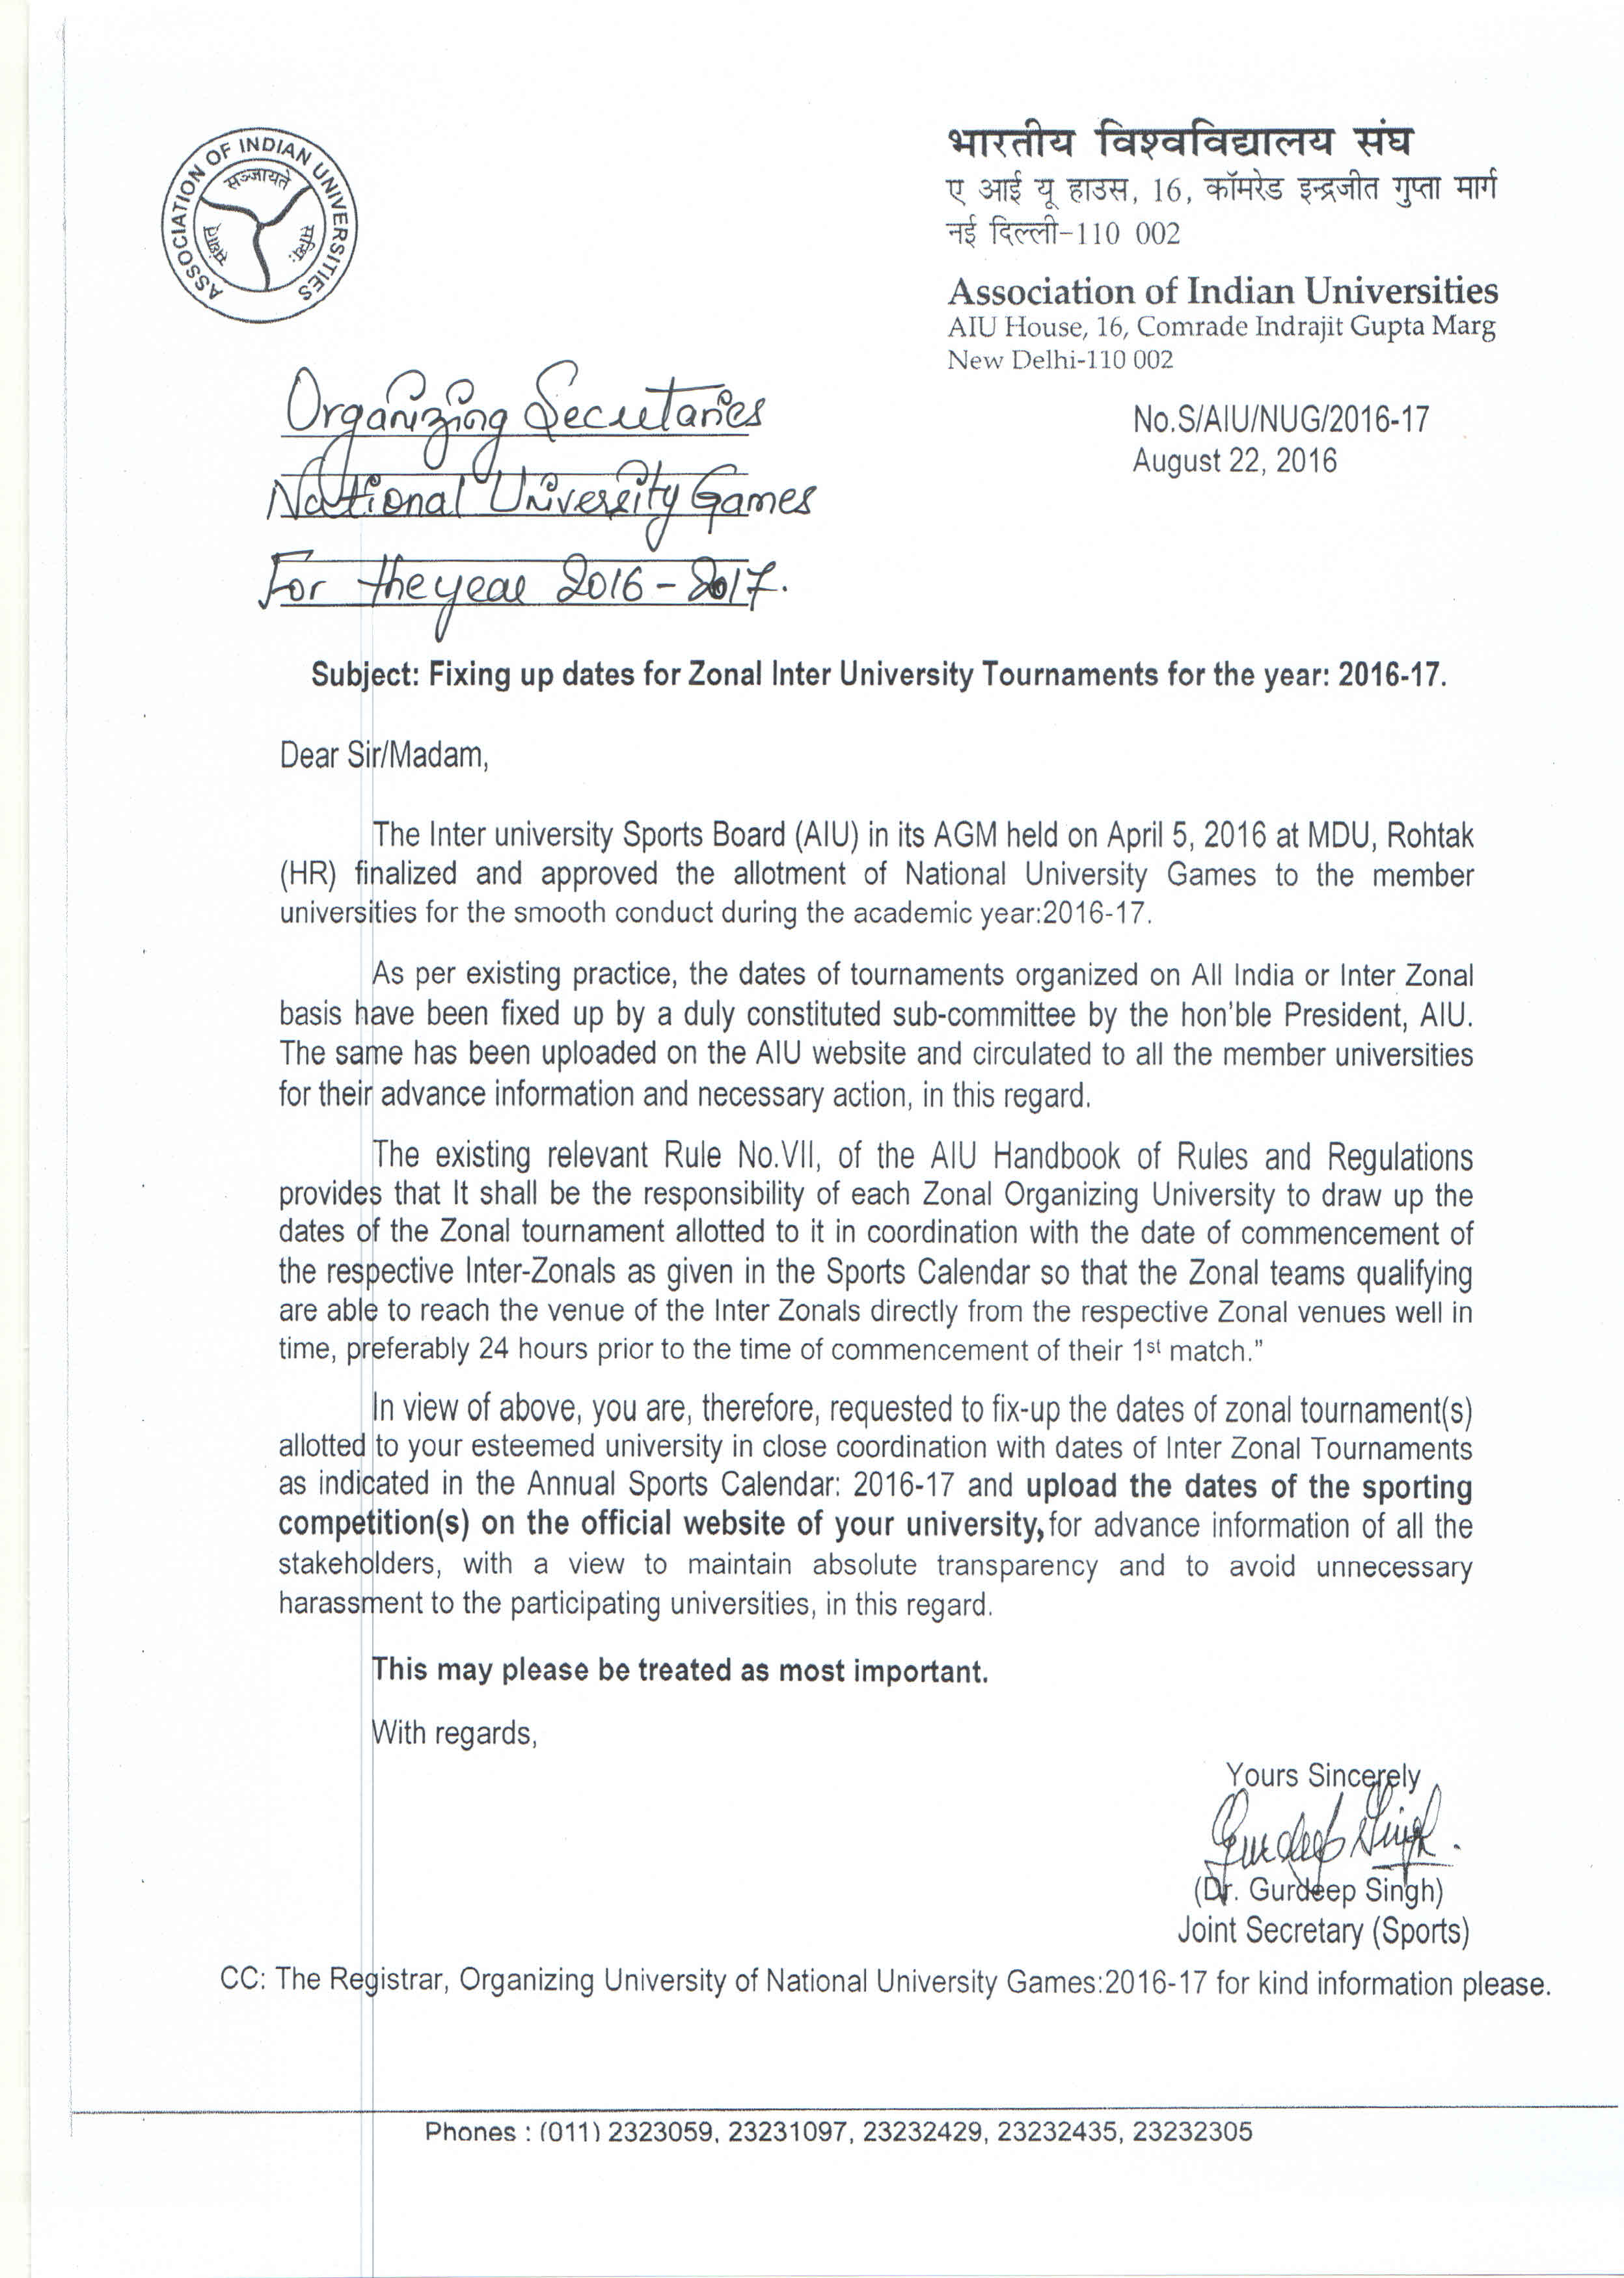 ASSOCIATION OF INDIAN UNIVERSITIES
सञ्जायते
भारतीय विश्वविद्यालय संघ
ए आई यू हाउस, 16, कॉमरेड इन्द्रजीत गुप्ता मार्ग
नई दिल्ली-110 002
Association of Indian Universities
AIU House, 16, Comrade Indrajit Gupta Marg
New Delhi-110 002
Organizing Secretaries
National University Games
For the year 2016-2017.
No.S/AIU/NUG/2016-17
August 22, 2016
Subject: Fixing up dates for Zonal Inter University Tournaments for the year: 2016-17.
Dear Sir/Madam,
The Inter university Sports Board (AIU) in its AGM held on April 5, 2016 at MDU, Rohtak
(HR) finalized and approved the allotment of National University Games to the member
universities for the smooth conduct during the academic year:2016-17.
As per existing practice, the dates of tournaments organized on All India or Inter Zonal
basis have been fixed up by a duly constituted sub-committee by the hon'ble President, AIU.
The same has been uploaded on the AIU website and circulated to all the member universities
for their advance information and necessary action, in this regard.
The existing relevant Rule No.VII, of the AIU Handbook of Rules and Regulations
provides that It shall be the responsibility of each Zonal Organizing University to draw up the
dates of the Zonal tournament allotted to it in coordination with the date of commencement of
the respective Inter-Zonals as given in the Sports Calendar so that the Zonal teams qualifying
are able to reach the venue of the Inter Zonals directly from the respective Zonal venues well in
time, preferably 24 hours prior to the time of commencement of their 1st match."
In view of above, you are, therefore, requested to fix-up the dates of zonal tournament(s)
allotted to your esteemed university in close coordination with dates of Inter Zonal Tournaments
as indicated in the Annual Sports Calendar: 2016-17 and upload the dates of the sporting
competition(s) on the official website of your university, for advance information of all the
stakeholders, with a view to maintain absolute transparency and to avoid unnecessary
harassment to the participating universities, in this regard.
This may please be treated as most important.
With regards,
Yours Sincerely
Gurdeep Singh.
(Dr. Gurdeep Singh)
Joint Secretary (Sports)
CC: The Registrar, Organizing University of National University Games:2016-17 for kind information please.
Phones : (011) 2323059, 23231097, 23232429, 23232435, 23232305